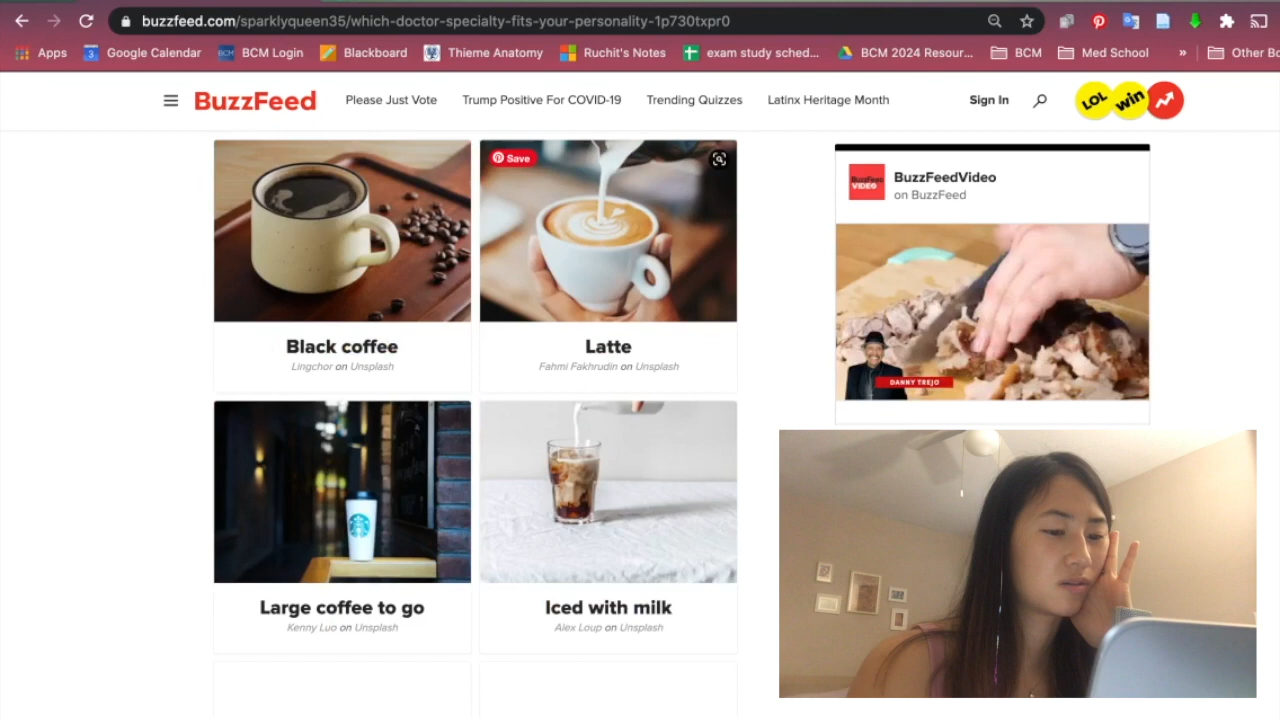 buzzfeed.com/sparklyqueen35/which-doctor-specialty-fits-your-personality-1p730txpr0
Apps 3 Google Calendar BCM BCM Login Blackboard Thieme Anatomy Ruchit's Notes exam study sched... BCM 2024 Resour... BCM Med School » Other Bo
BuzzFeed Please Just Vote Trump Positive For COVID-19 Trending Quizzes Latinx Heritage Month Sign In LOL win
Save
Black coffee
Lingchor on Unsplash
Latte
Fahmi Fakhrudin on Unsplash
Large coffee to go
Kenny Luo on Unsplash
Iced with milk
Alex Loup on Unsplash
BuzzFeed VIDEO
BuzzFeedVideo
on BuzzFeed
DANNY TREJO